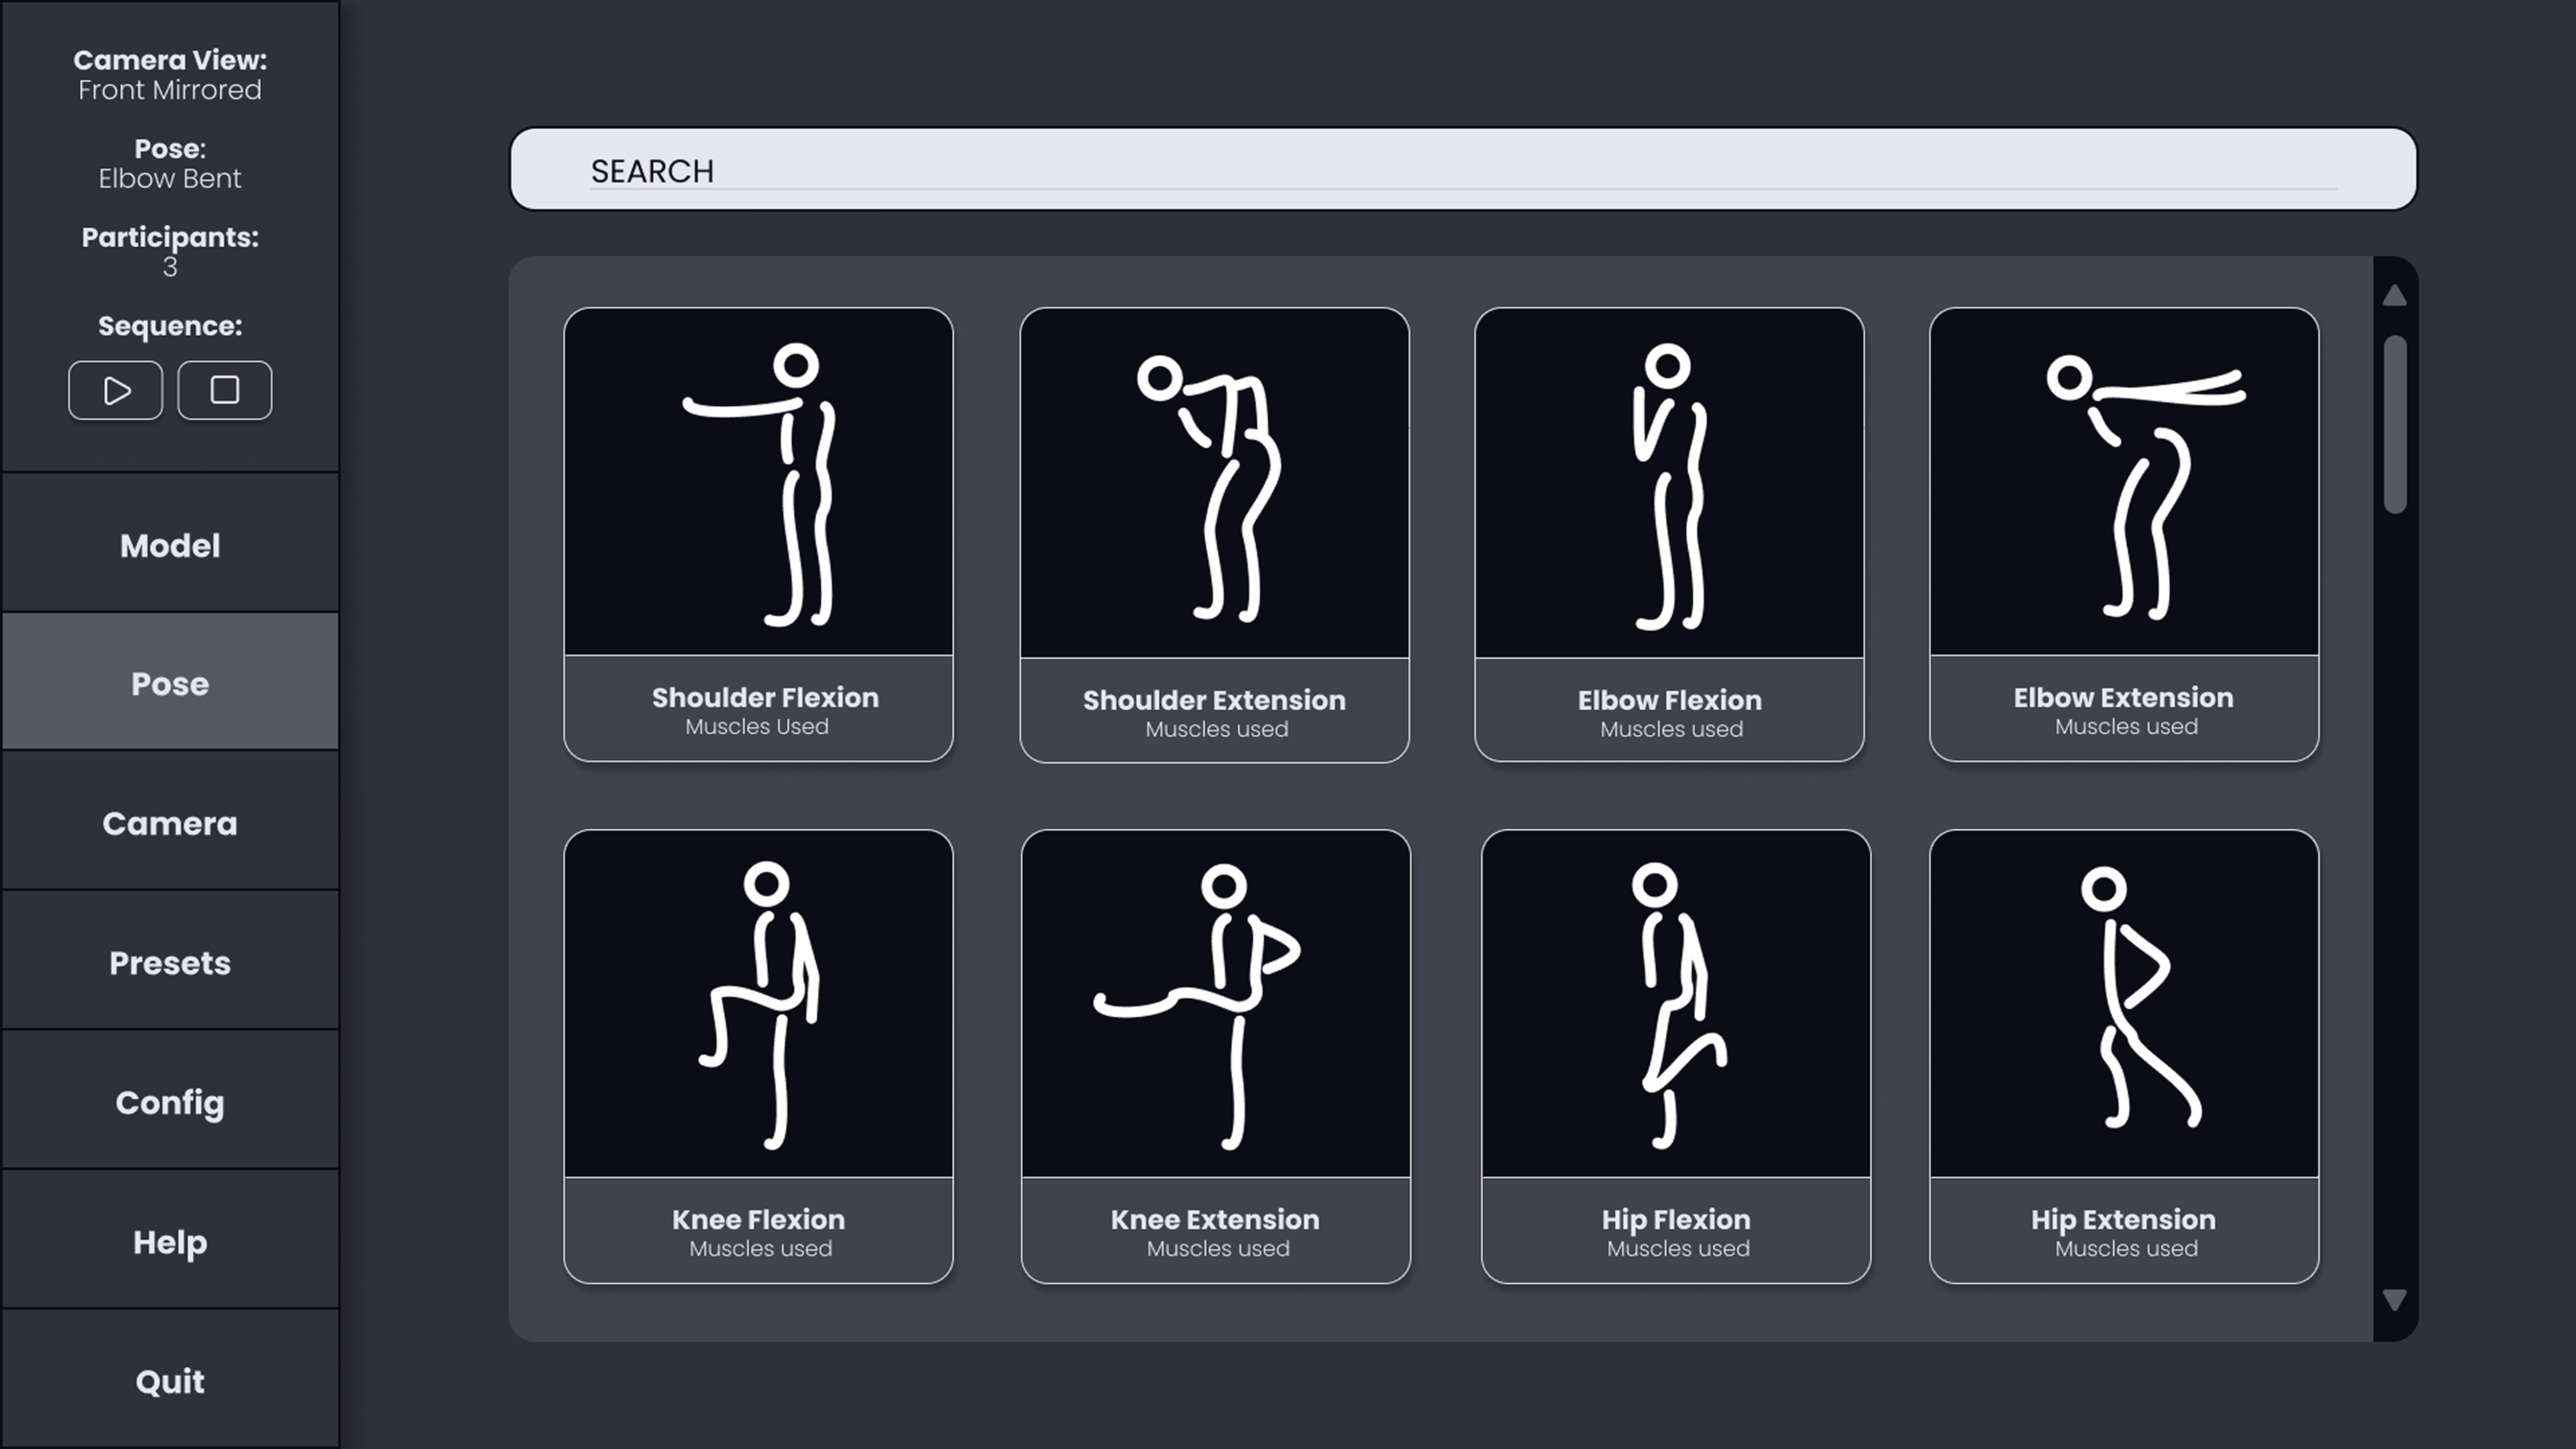 Camera View:
Front Mirrored
Pose:
Elbow Bent
Participants:
3
Sequence:
Model
Pose
Camera
Presets
Config
Help
Quit
SEARCH
Shoulder Flexion
Muscles Used
Shoulder Extension
Muscles used
Elbow Flexion
Muscles used
Elbow Extension
Muscles used
Knee Flexion
Muscles used
Knee Extension
Muscles used
Hip Flexion
Muscles used
Hip Extension
Muscles used